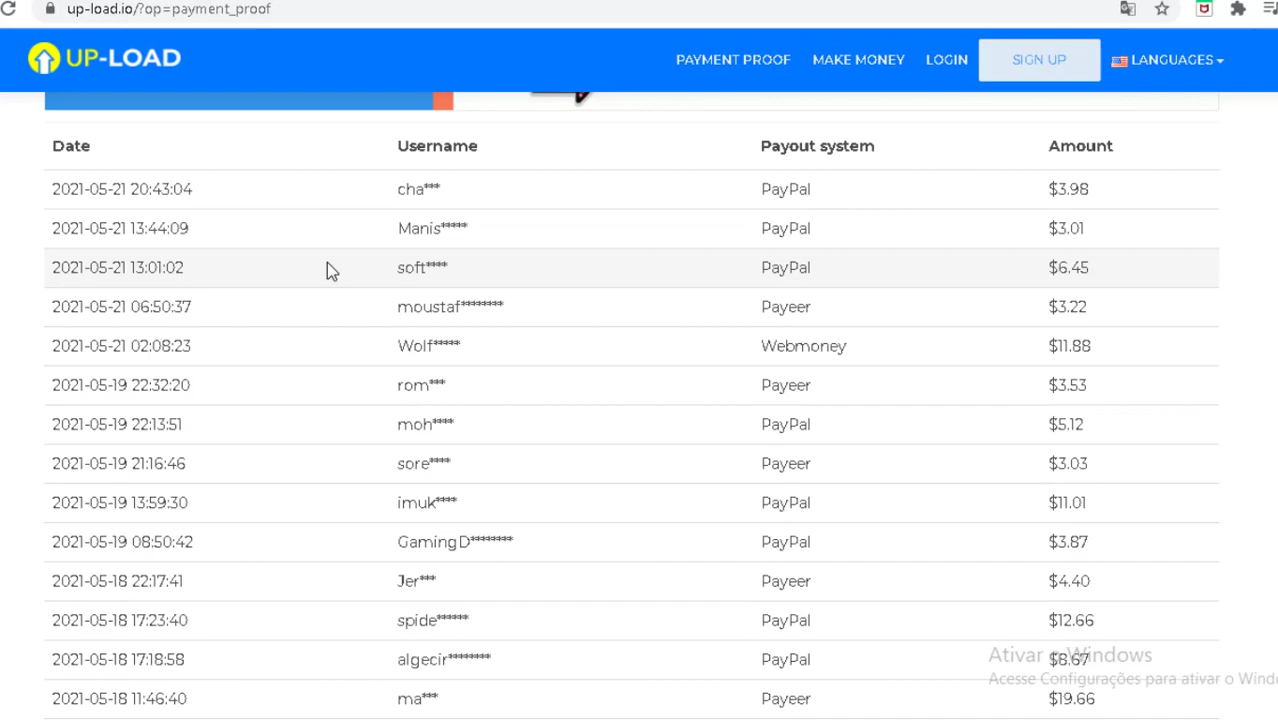 up-load.io/?op=payment_proof
UP-LOAD PAYMENT PROOF MAKE MONEY LOGIN SIGN UP LANGUAGES
Date Username Payout system Amount
2021-05-21 20:43:04 cha*** PayPal $3.98
2021-05-21 13:44:09 Manis***** PayPal $3.01
2021-05-21 13:01:02 soft**** PayPal $6.45
2021-05-21 06:50:37 moustaf******** Payeer $3.22
2021-05-21 02:08:23 Wolf***** Webmoney $11.88
2021-05-19 22:32:20 rom*** Payeer $3.53
2021-05-19 22:13:51 moh**** PayPal $5.12
2021-05-19 21:16:46 sore**** Payeer $3.03
2021-05-19 13:59:30 imuk**** PayPal $11.01
2021-05-19 08:50:42 GamingD******** PayPal $3.87
2021-05-18 22:17:41 Jer*** Payeer $4.40
2021-05-18 17:23:40 spide****** PayPal $12.66
2021-05-18 17:18:58 algecir******** PayPal $8.67
2021-05-18 11:46:40 ma*** Payeer $19.66
Ativar o Windows
Acesse Configurações para ativar o Wind